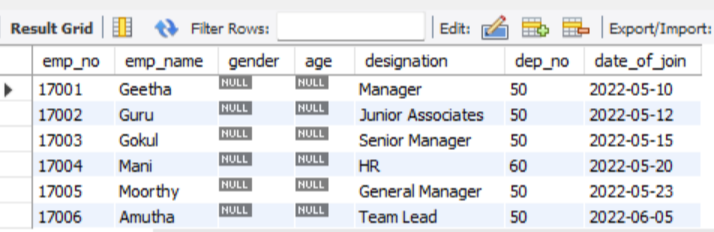 Result Grid Filter Rows: Edit: Export/Import:
emp_no emp_name gender age designation dep_no date_of_join
17001 Geetha NULL NULL Manager 50 2022-05-10
17002 Guru NULL NULL Junior Associates 50 2022-05-12
17003 Gokul NULL NULL Senior Manager 50 2022-05-15
17004 Mani NULL NULL HR 60 2022-05-20
17005 Moorthy NULL NULL General Manager 50 2022-05-23
17006 Amutha NULL NULL Team Lead 50 2022-06-05